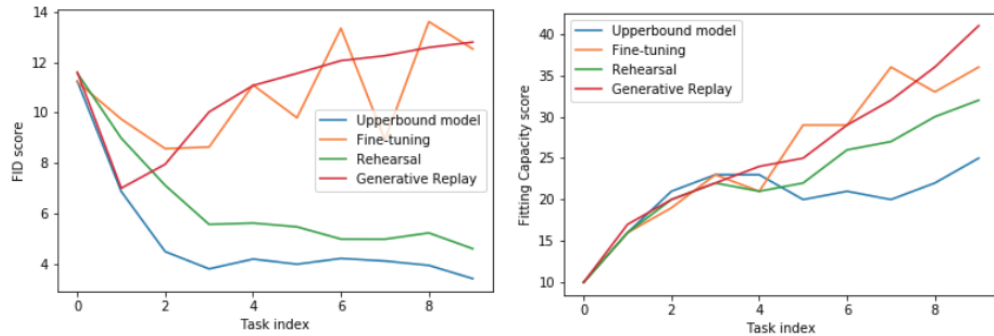 14
12
10
8
6
4
FID score
0
2
4
6
8
Task index
Upperbound model
Fine-tuning
Rehearsal
Generative Replay
40
35
30
25
20
15
10
Fitting Capacity score
0
2
4
6
8
Task index
Upperbound model
Fine-tuning
Rehearsal
Generative Replay